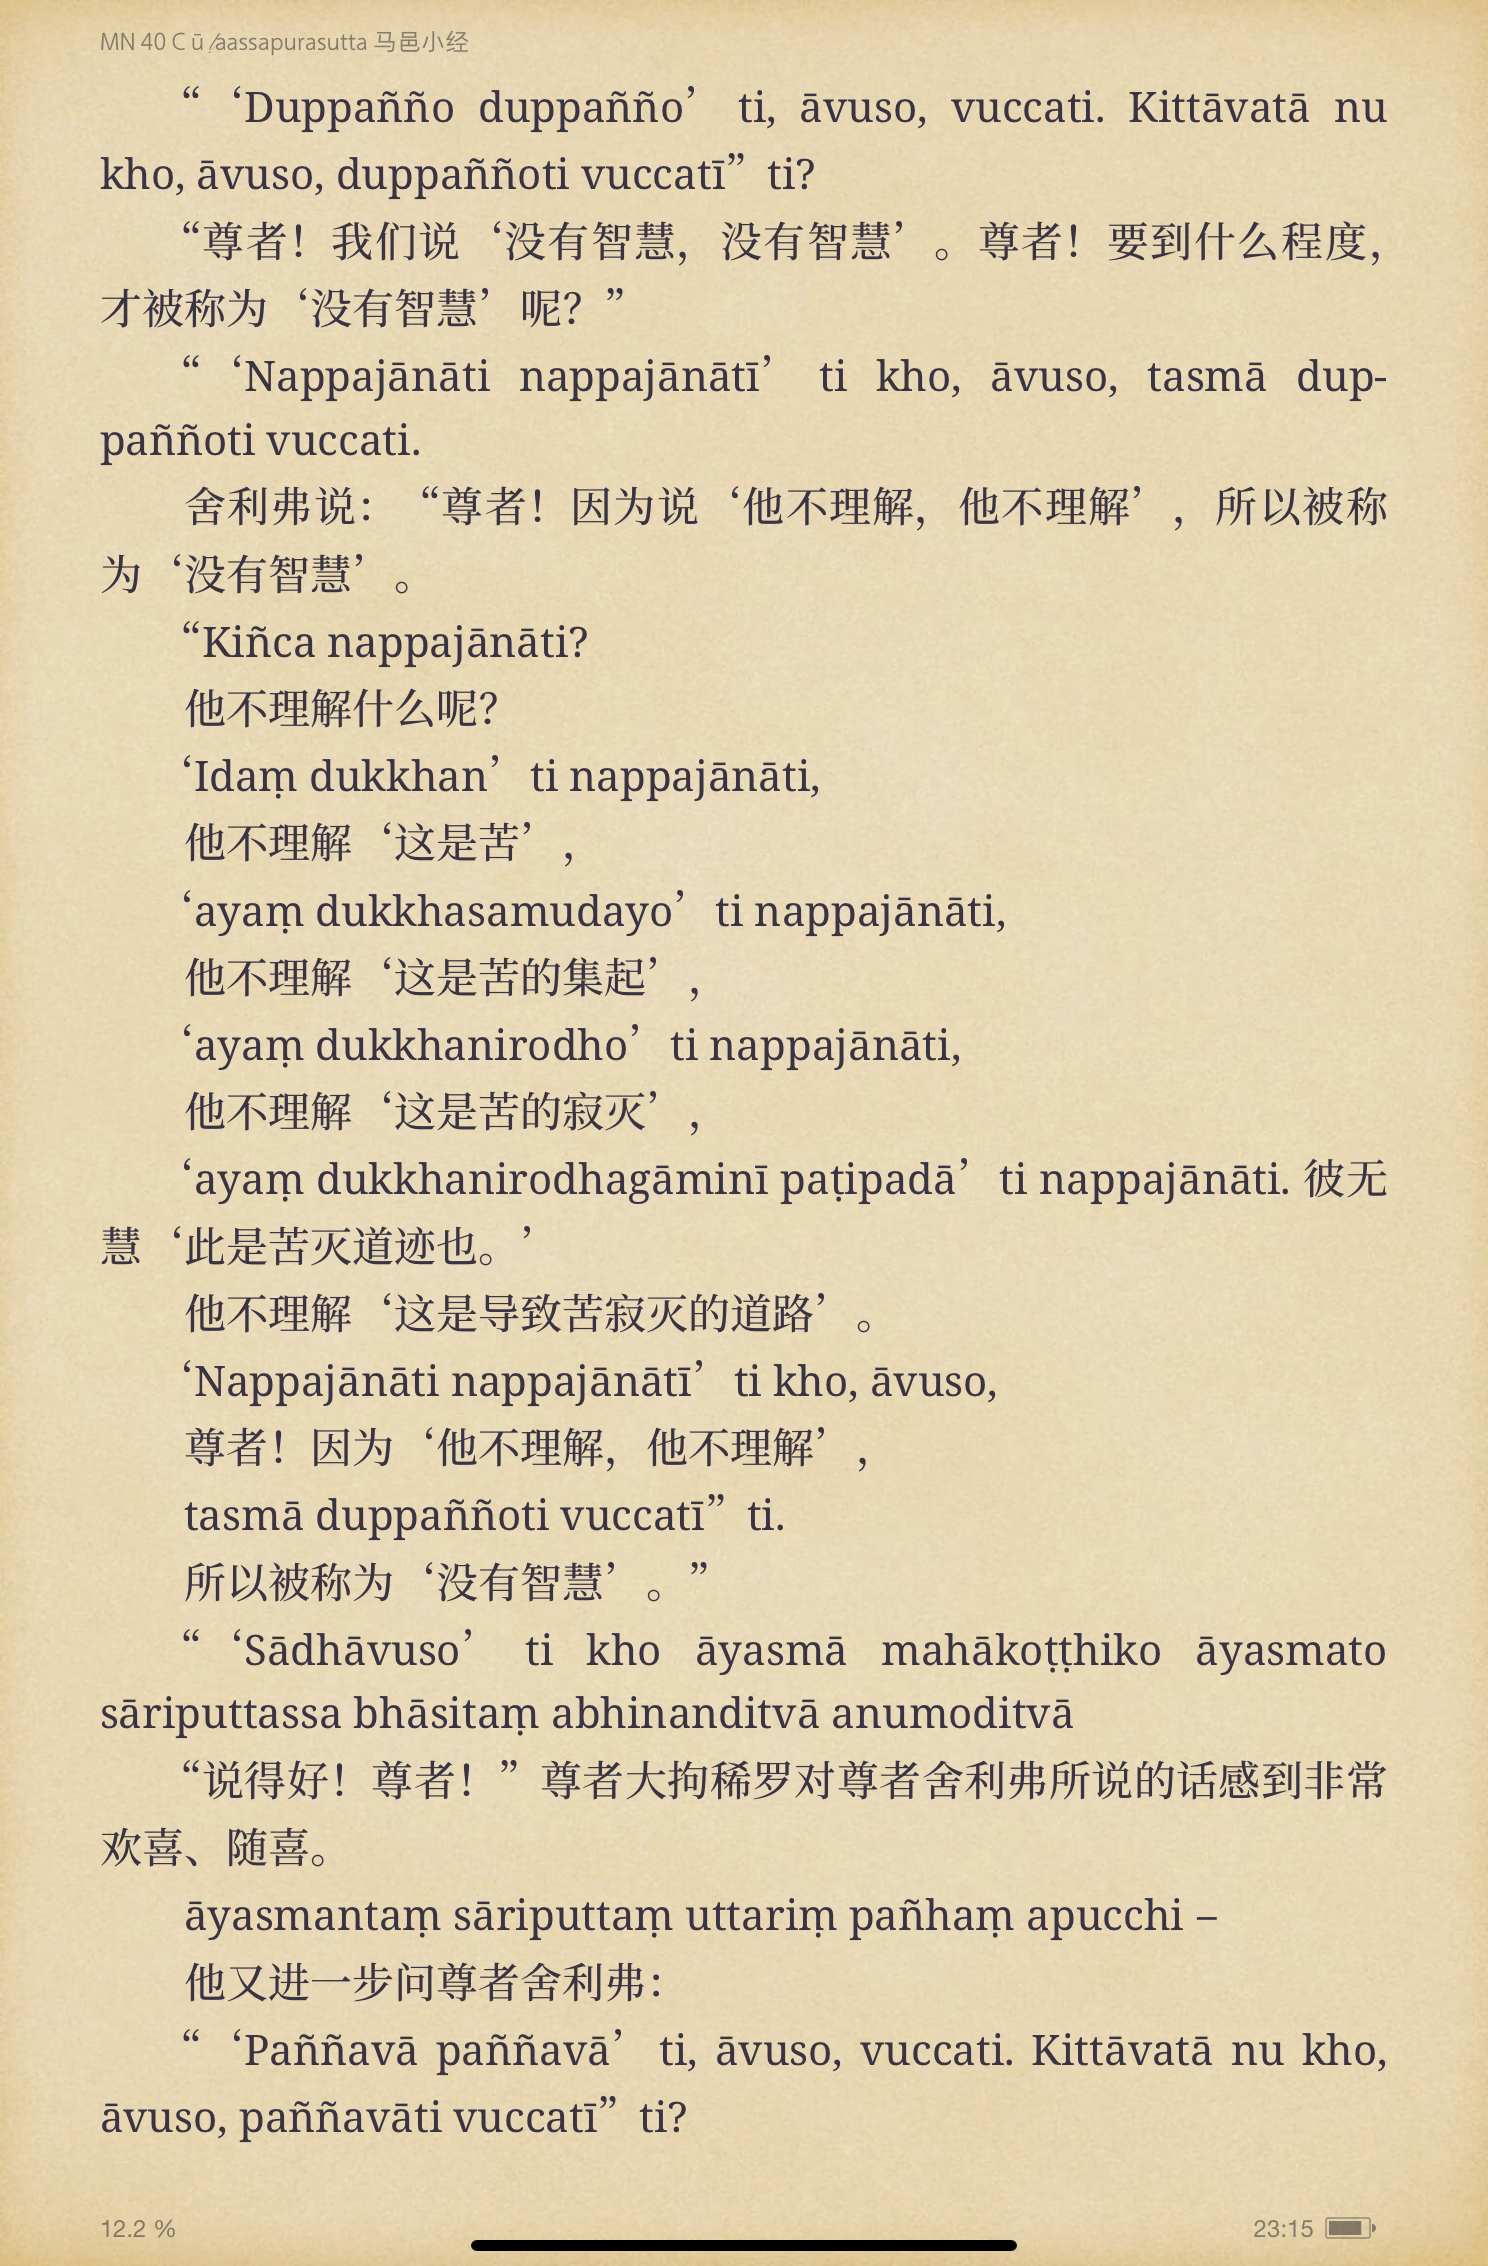 MN 40 C ū ḷaassapurasutta 马邑小经
“ ‘Duppañño duppañño’ ti, āvuso, vuccati. Kittāvatā nu
kho, āvuso, duppaññoti vuccatī” ti?
“尊者！我们说‘没有智慧，没有智慧’。尊者！要到什么程度，
才被称为‘没有智慧’呢？”
“ ‘Nappajānāti nappajānātī’ ti kho, āvuso, tasmā dup-
paññoti vuccati.
舍利弗说：“尊者！因为说‘他不理解，他不理解’，所以被称
为‘没有智慧’。
“Kiñca nappajānāti?
他不理解什么呢？
‘Idaṃ dukkhan’ ti nappajānāti,
他不理解‘这是苦’，
‘ayaṃ dukkhasamudayo’ ti nappajānāti,
他不理解‘这是苦的集起’，
‘ayaṃ dukkhanirodho’ ti nappajānāti,
他不理解‘这是苦的寂灭’，
‘ayaṃ dukkhanirodhagāminī paṭipadā’ ti nappajānāti. 彼无
慧‘此是苦灭道迹也。’
他不理解‘这是导致苦寂灭的道路’。
‘Nappajānāti nappajānātī’ ti kho, āvuso,
尊者！因为‘他不理解，他不理解’，
tasmā duppaññoti vuccatī” ti.
所以被称为‘没有智慧’。”
“ ‘Sādhāvuso’ ti kho āyasmā mahākoṭṭhiko āyasmato
sāriputtassa bhāsitaṃ abhinanditvā anumoditvā
“说得好！尊者！”尊者大拘稀罗对尊者舍利弗所说的话感到非常
欢喜、随喜。
āyasmantaṃ sāriputtaṃ uttariṃ pañhaṃ apucchi –
他又进一步问尊者舍利弗：
“ ‘Paññavā paññavā’ ti, āvuso, vuccati. Kittāvatā nu kho,
āvuso, paññavāti vuccatī” ti?
12.2 %
23:15